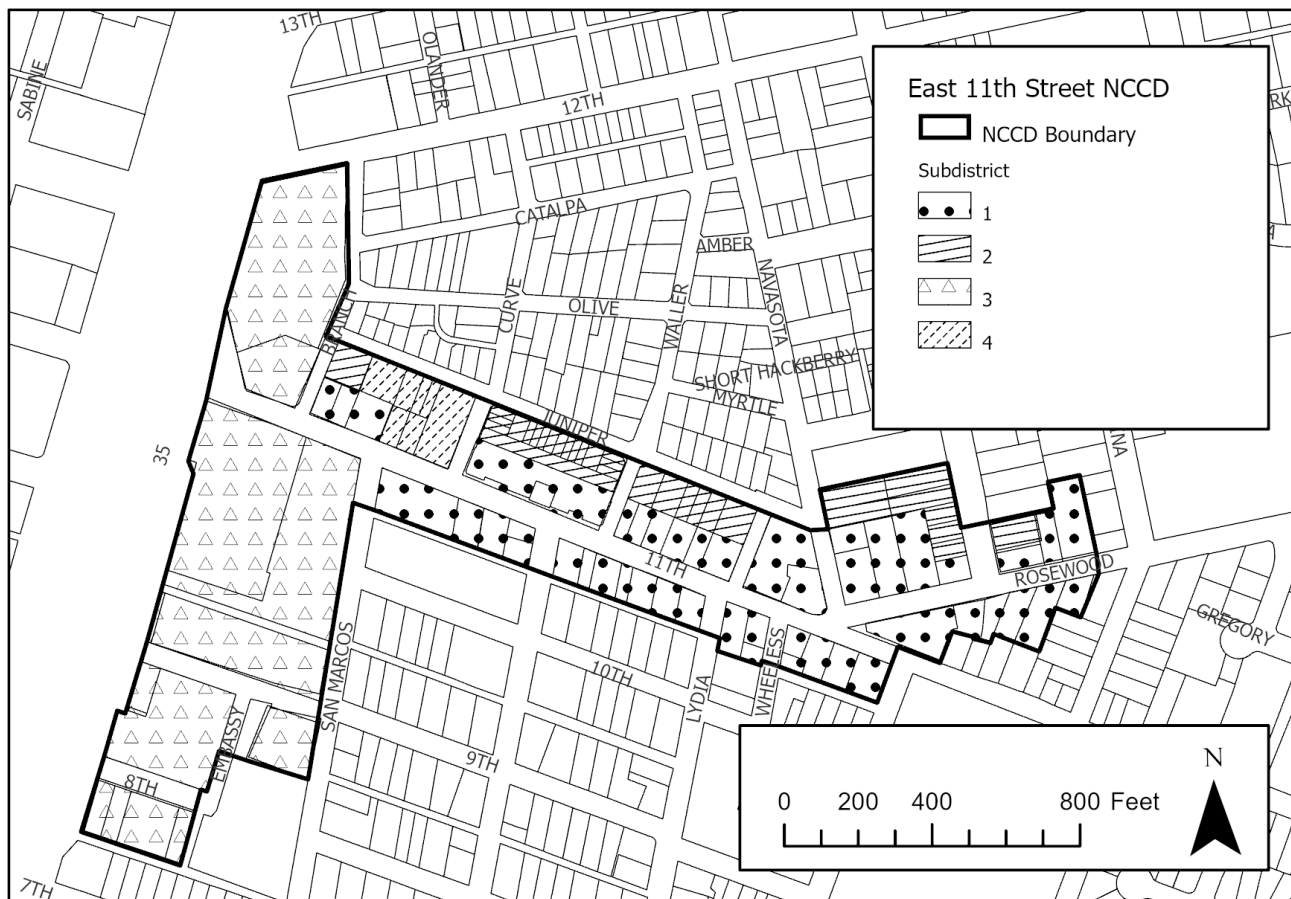 13TH
OLANDER
SABINE
12TH
East 11th Street NCCD
NCCD Boundary
Subdistrict
1
2
3
4
CATALPA
AMBER
NAVASOTA
OLIVE
CURVE
WALLER
BRANCH
SHORT HACKBERRY
MYRTLE
JUNIPER
35
11TH
ROSEWOOD
GREGORY
SAN MARCOS
10TH
LYDIA
WHEELESS
EMBASSY
9TH
8TH
7TH
N
0 200 400 800 Feet